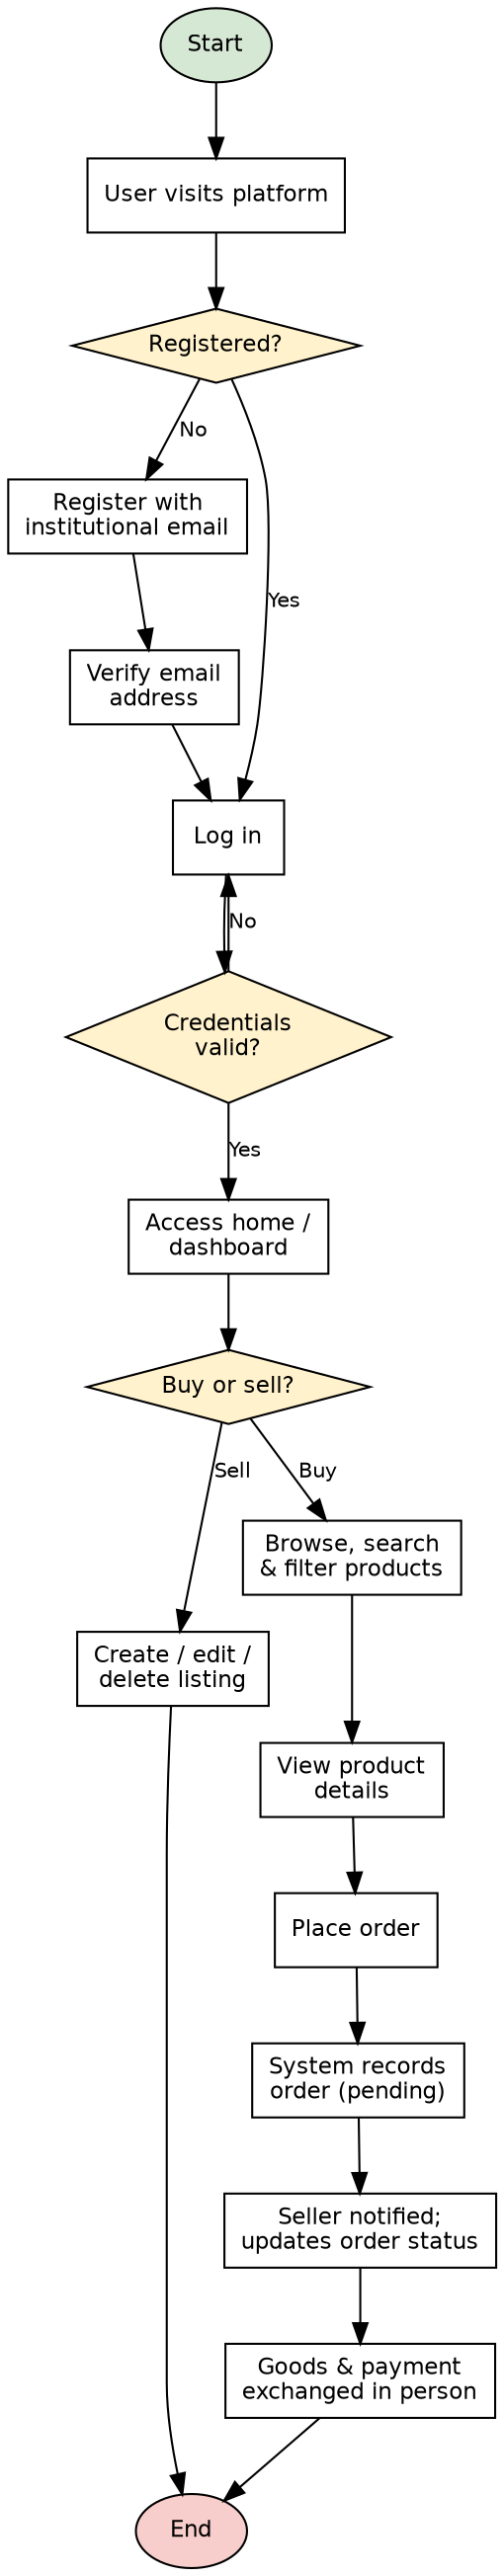 Start
User visits platform
Registered?
No
Register with
institutional email
Yes
Verify email
address
Log in
No
Credentials
valid?
Yes
Access home /
dashboard
Buy or sell?
Sell
Buy
Browse, search
& filter products
Create / edit /
delete listing
View product
details
Place order
System records
order (pending)
Seller notified;
updates order status
Goods & payment
exchanged in person
End